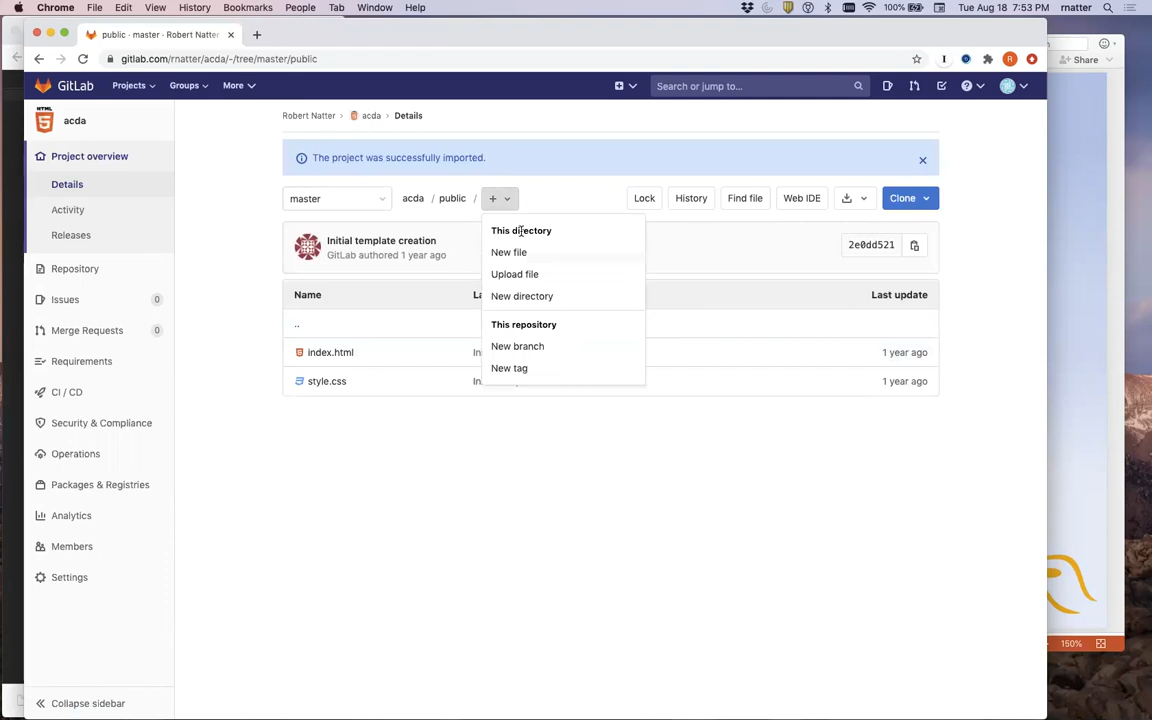 Chrome File Edit View History Bookmarks People Tab Window Help 100% Tue Aug 18 7:53 PM rnatter
public · master · Robert Natter
gitlab.com/rnatter/acda/-/tree/master/public
I R
Share
GitLab Projects Groups More Search or jump to...
HTML
acda
Robert Natter > acda > Details
Project overview
Details
Activity
Releases
Repository
Issues 0
Merge Requests 0
Requirements
CI / CD
Security & Compliance
Operations
Packages & Registries
Analytics
Members
Settings
Collapse sidebar
The project was successfully imported.
master acda / public / + Lock History Find file Web IDE Clone
Initial template creation
GitLab authored 1 year ago
2e0dd521
This directory
New file
Upload file
New directory
This repository
New branch
New tag
Name Last update
..
index.html 1 year ago
style.css 1 year ago
150%